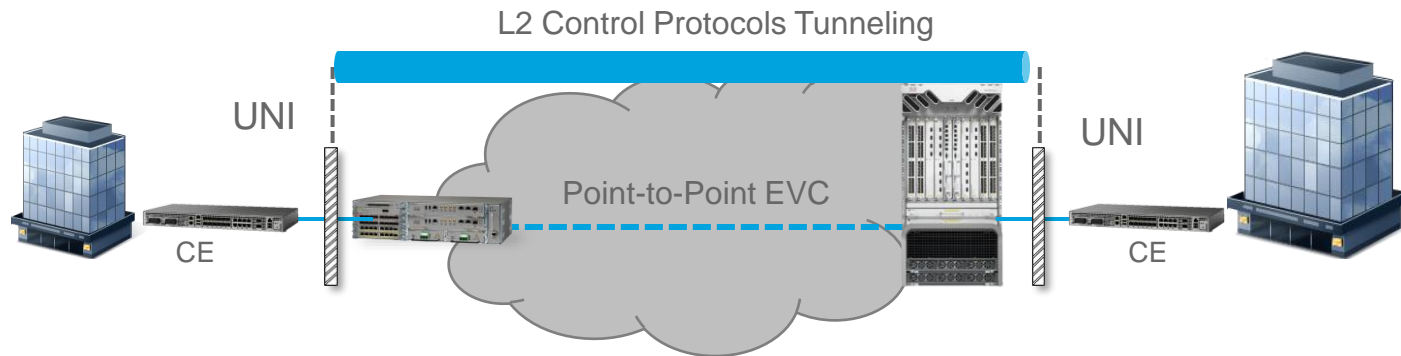 L2 Control Protocols Tunneling
UNI
UNI
Point-to-Point EVC
CE
CE